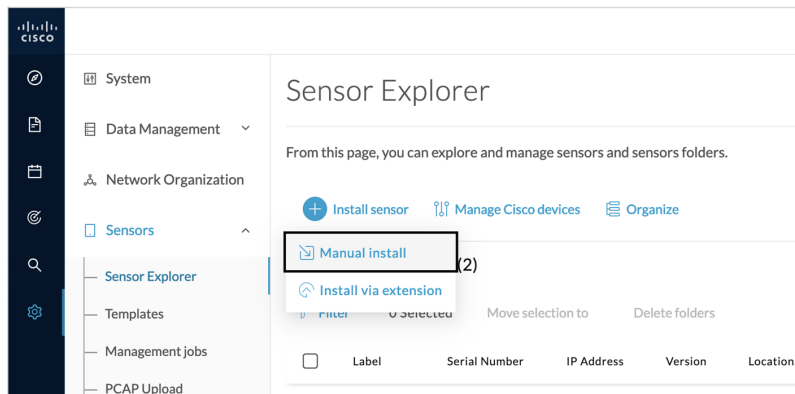 CISCO
System
Data Management
Network Organization
Sensors
Sensor Explorer
Templates
Management jobs
PCAP Upload
Sensor Explorer
From this page, you can explore and manage sensors and sensors folders.
Install sensor Manage Cisco devices Organize
Manual install
(2)
Install via extension
Filter 0 Selected Move selection to Delete folders
Label Serial Number IP Address Version Location